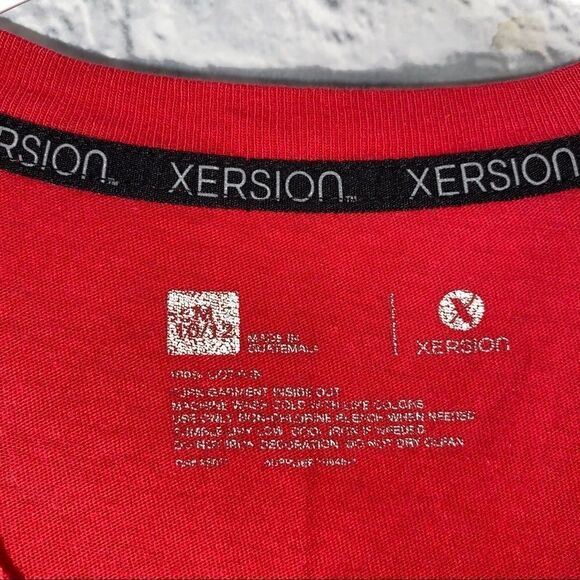 RSION™ XERSION™ XERSION
M
10/12
MADE IN
GUATEMALA
X
XERSION
100% COTTON
TURN GARMENT INSIDE OUT
MACHINE WASH COLD WITH LIKE COLORS
USE ONLY NON-CHLORINE BLEACH WHEN NEEDED
TUMBLE DRY LOW. COOL IRON IF NEEDED
DO NOT IRON DECORATION. DO NOT DRY CLEAN